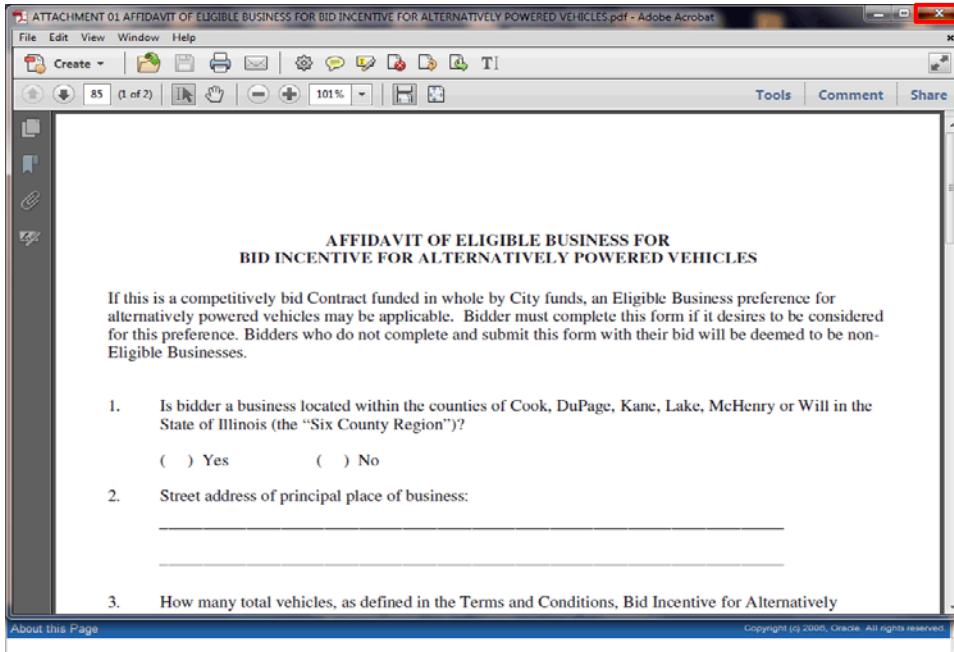 ATTACHMENT 01 AFFIDAVIT OF ELIGIBLE BUSINESS FOR BID INCENTIVE FOR ALTERNATIVELY POWERED VEHICLES.pdf - Adobe Acrobat
File Edit View Window Help
Create
85 (1 of 2) 101% Tools Comment Share
AFFIDAVIT OF ELIGIBLE BUSINESS FOR
BID INCENTIVE FOR ALTERNATIVELY POWERED VEHICLES
If this is a competitively bid Contract funded in whole by City funds, an Eligible Business preference for
alternatively powered vehicles may be applicable. Bidder must complete this form if it desires to be considered
for this preference. Bidders who do not complete and submit this form with their bid will be deemed to be non-
Eligible Businesses.
1. Is bidder a business located within the counties of Cook, DuPage, Kane, Lake, McHenry or Will in the
State of Illinois (the “Six County Region”)?
( ) Yes ( ) No
2. Street address of principal place of business:
3. How many total vehicles, as defined in the Terms and Conditions, Bid Incentive for Alternatively
About this Page Copyright (c) 2006, Oracle. All rights reserved.